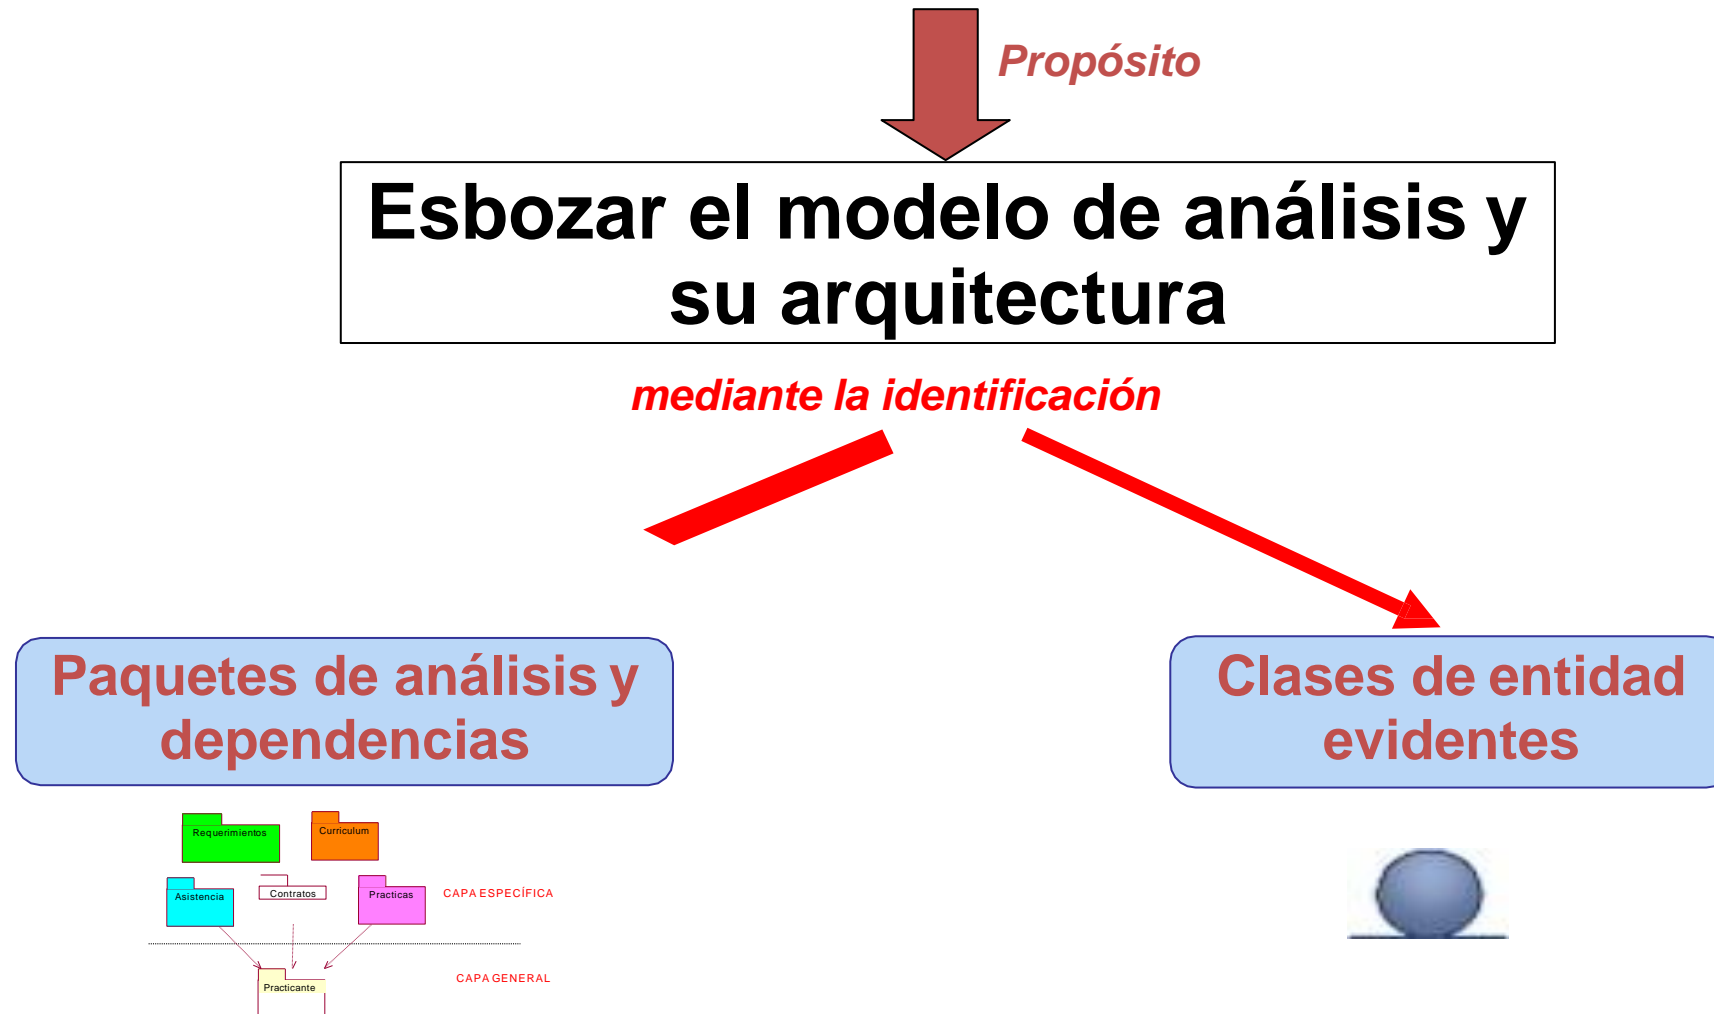 Propósito
Esbozar el modelo de análisis y
su arquitectura
mediante la identificación
Paquetes de análisis y
dependencias
Clases de entidad
evidentes
Requerimientos
Curriculum
Asistencia
Contratos
Practicas
CAPA ESPECÍFICA
CAPA GENERAL
Practicante